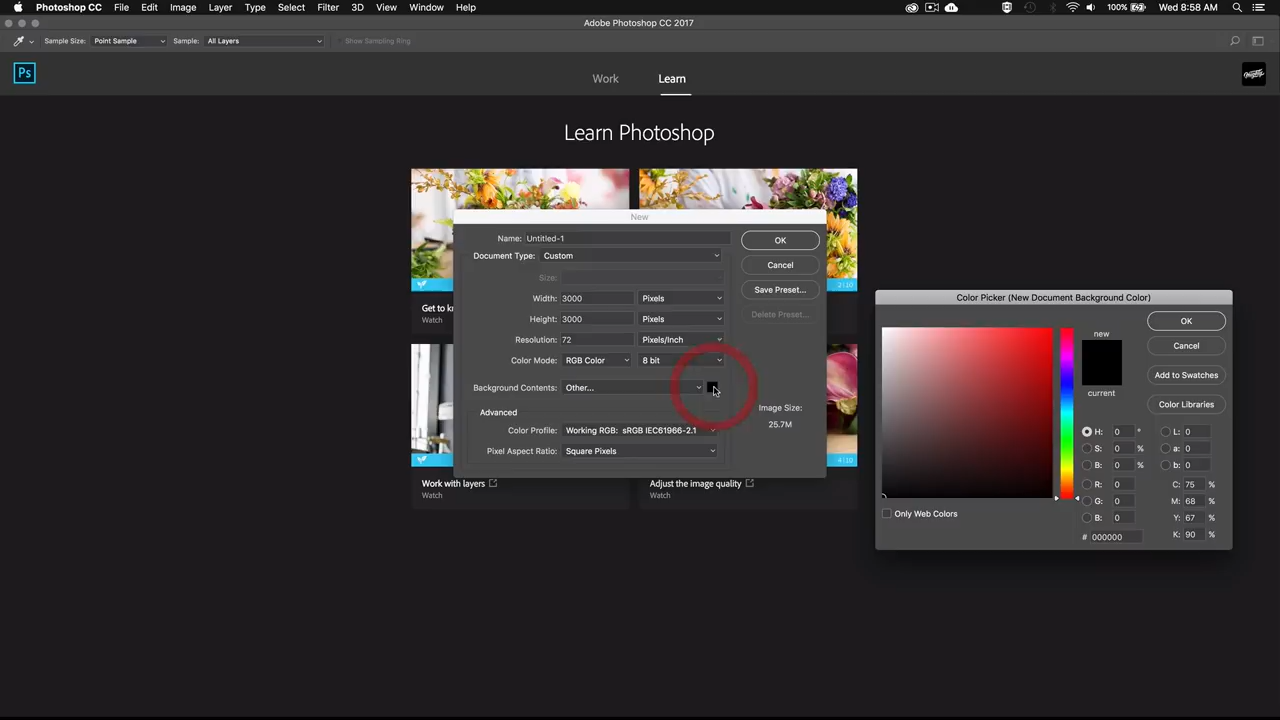 Photoshop CC File Edit Image Layer Type Select Filter 3D View Window Help 100% Wed 8:58 AM
Adobe Photoshop CC 2017
Sample Size: Point Sample Sample: All Layers Show Sampling Ring
Ps
Work Learn
Learn Photoshop
New
Name: Untitled-1
OK
Document Type: Custom
Cancel
Size:
Save Preset...
Width: 3000 Pixels
Delete Preset...
Height: 3000 Pixels
Resolution: 72 Pixels/Inch
Color Mode: RGB Color 8 bit
Background Contents: Other...
Image Size:
25.7M
Advanced
Color Profile: Working RGB: sRGB IEC61966-2.1
Pixel Aspect Ratio: Square Pixels
2:10
Get to k
Watch
4:10
Work with layers
Watch
Adjust the image quality
Watch
Color Picker (New Document Background Color)
new
current
OK
Cancel
Add to Swatches
Color Libraries
H: 0 ° L: 0
S: 0 % a: 0
B: 0 % b: 0
R: 0 C: 75 %
G: 0 M: 68 %
B: 0 Y: 67 %
# 000000 K: 90 %
Only Web Colors